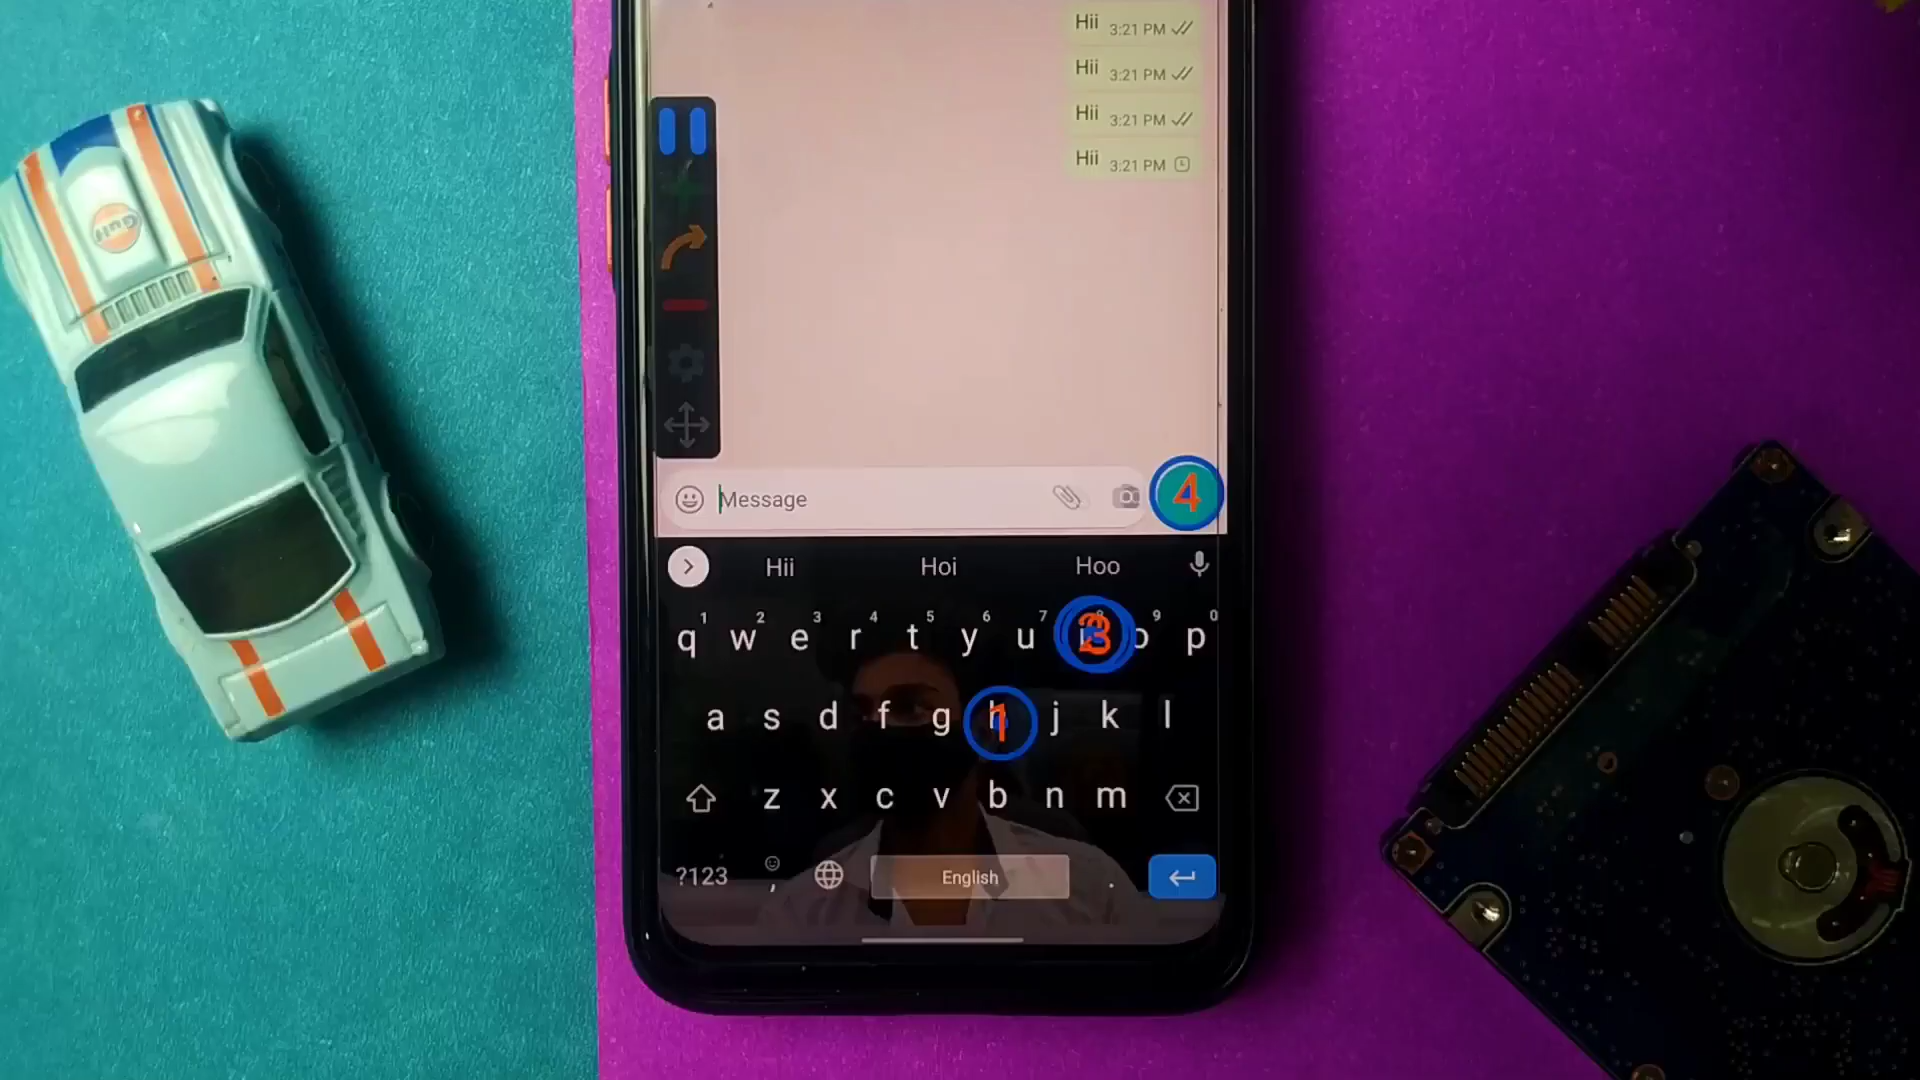 Hii 3:21 PM
Hii 3:21 PM
Hii 3:21 PM
Hii 3:21 PM
Gulf
Message
4
Hii Hoi Hoo
1 2 3 4 5 6 7 9 0
q w e r t y u 3 o p
a s d f g h 1 j k l
z x c v b n m
?123 , English .